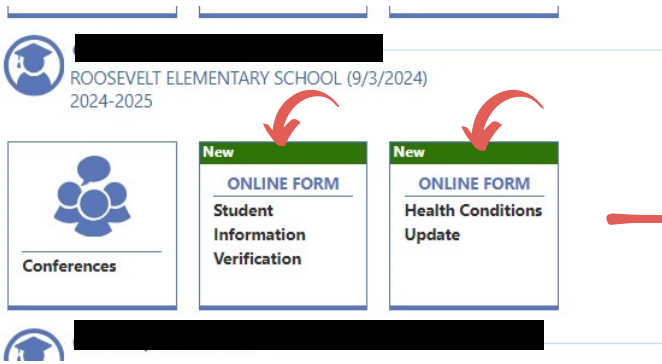 ROOSEVELT ELEMENTARY SCHOOL (9/3/2024)
2024-2025
Conferences
New
ONLINE FORM
Student
Information
Verification
New
ONLINE FORM
Health Conditions
Update